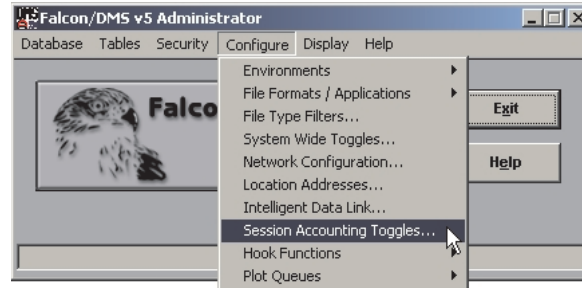 Falcon/DMS v5 Administrator
Database Tables Security Configure Display Help
Environments
File Formats / Applications
Falco
Exit
File Type Filters...
System Wide Toggles...
Network Configuration...
Help
Location Addresses...
Intelligent Data Link...
Session Accounting Toggles...
Hook Functions
Plot Queues